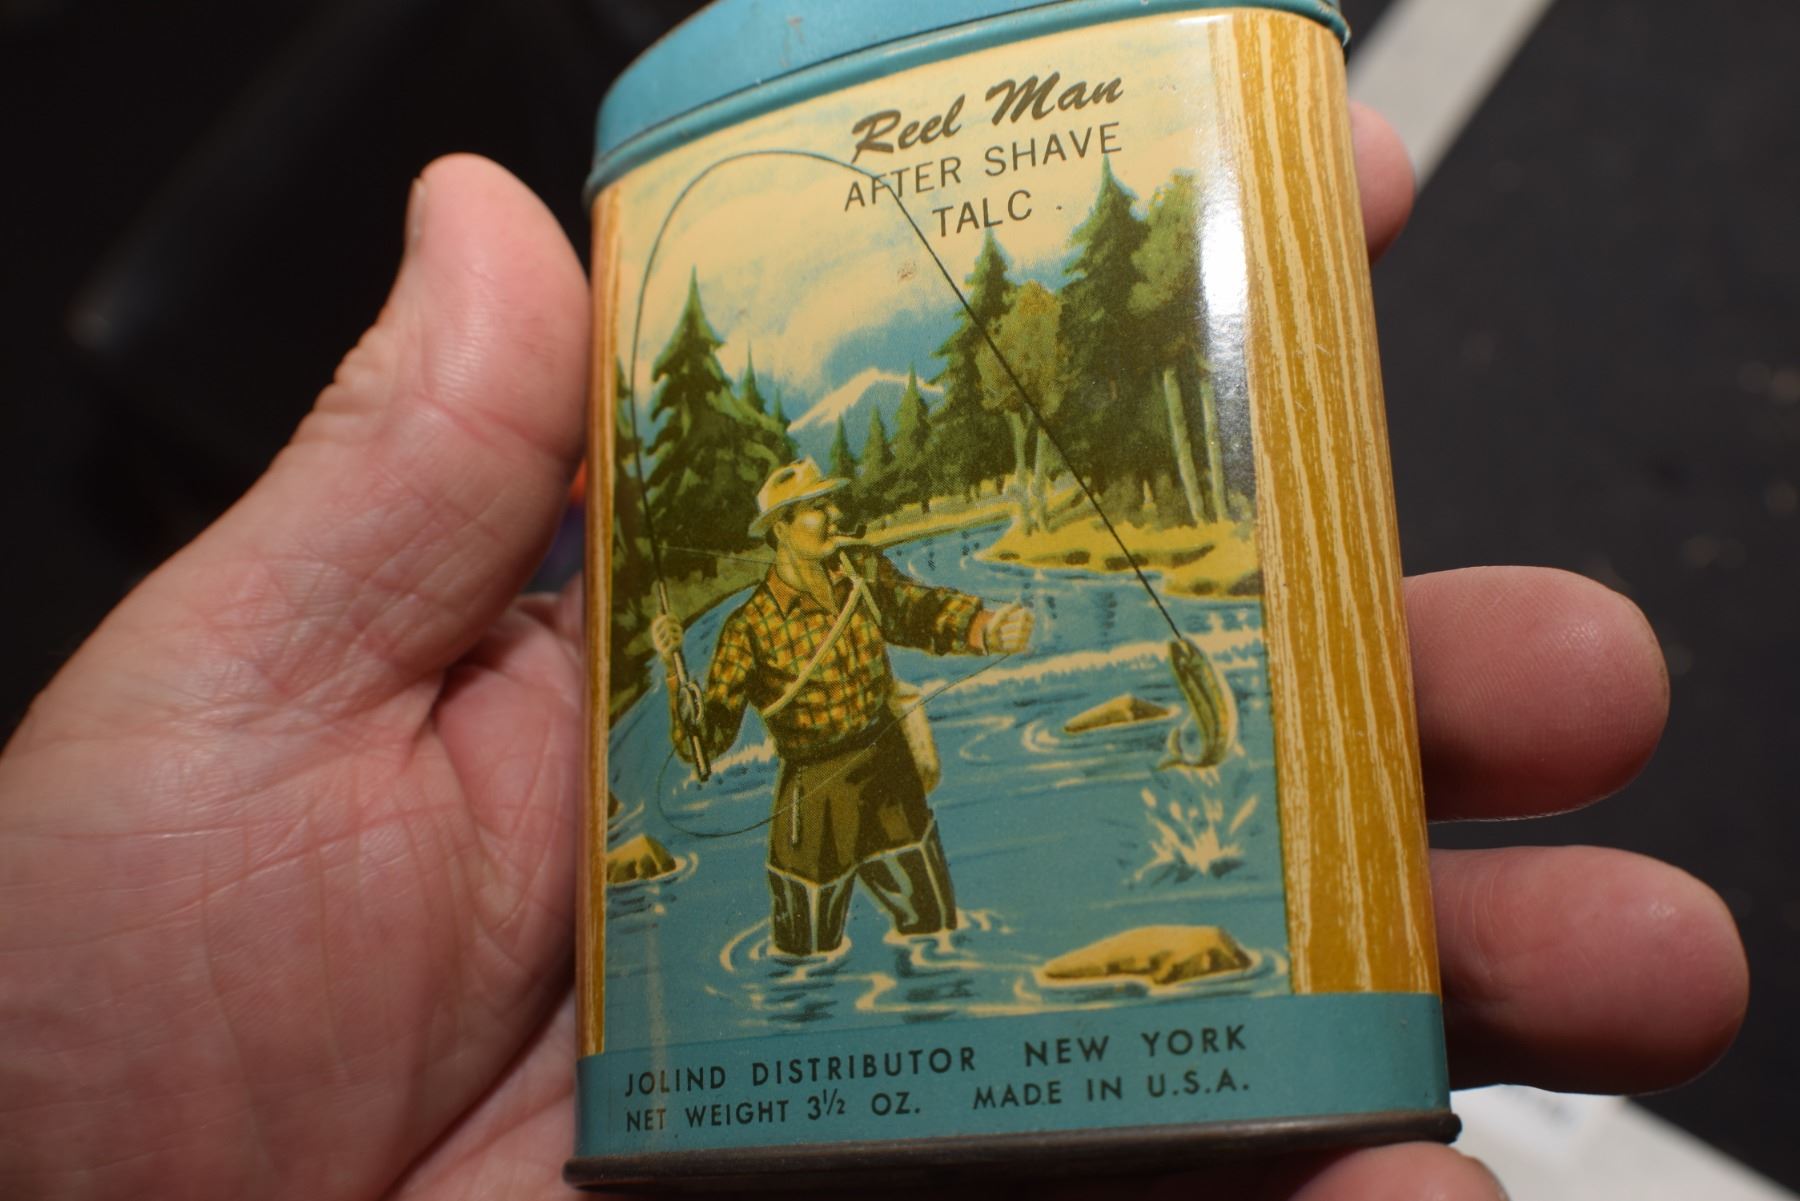 Reel Man
AFTER SHAVE
TALC
JOLIND DISTRIBUTOR NEW YORK
NET WEIGHT 3½ OZ. MADE IN U.S.A.